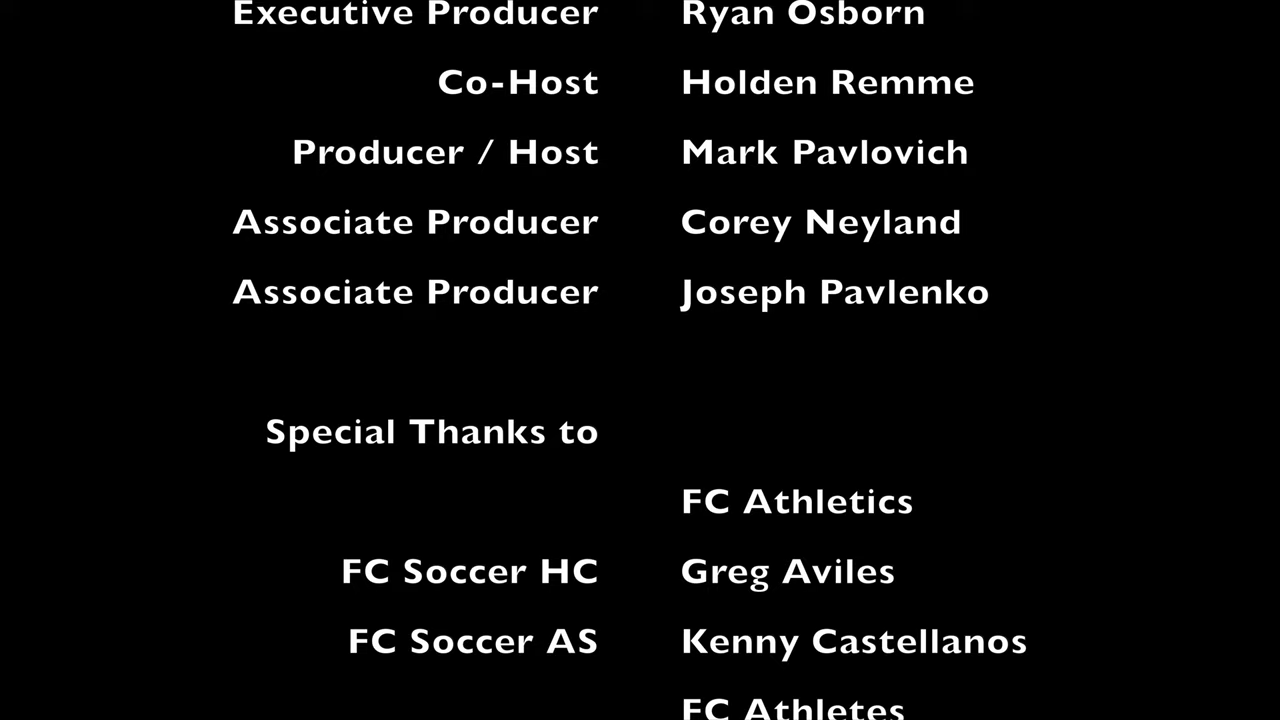 Executive Producer Ryan Osborn
Co-Host Holden Remme
Producer / Host Mark Pavlovich
Associate Producer Corey Neyland
Associate Producer Joseph Pavlenko
Special Thanks to
FC Athletics
FC Soccer HC Greg Aviles
FC Soccer AS Kenny Castellanos
FC Athletes